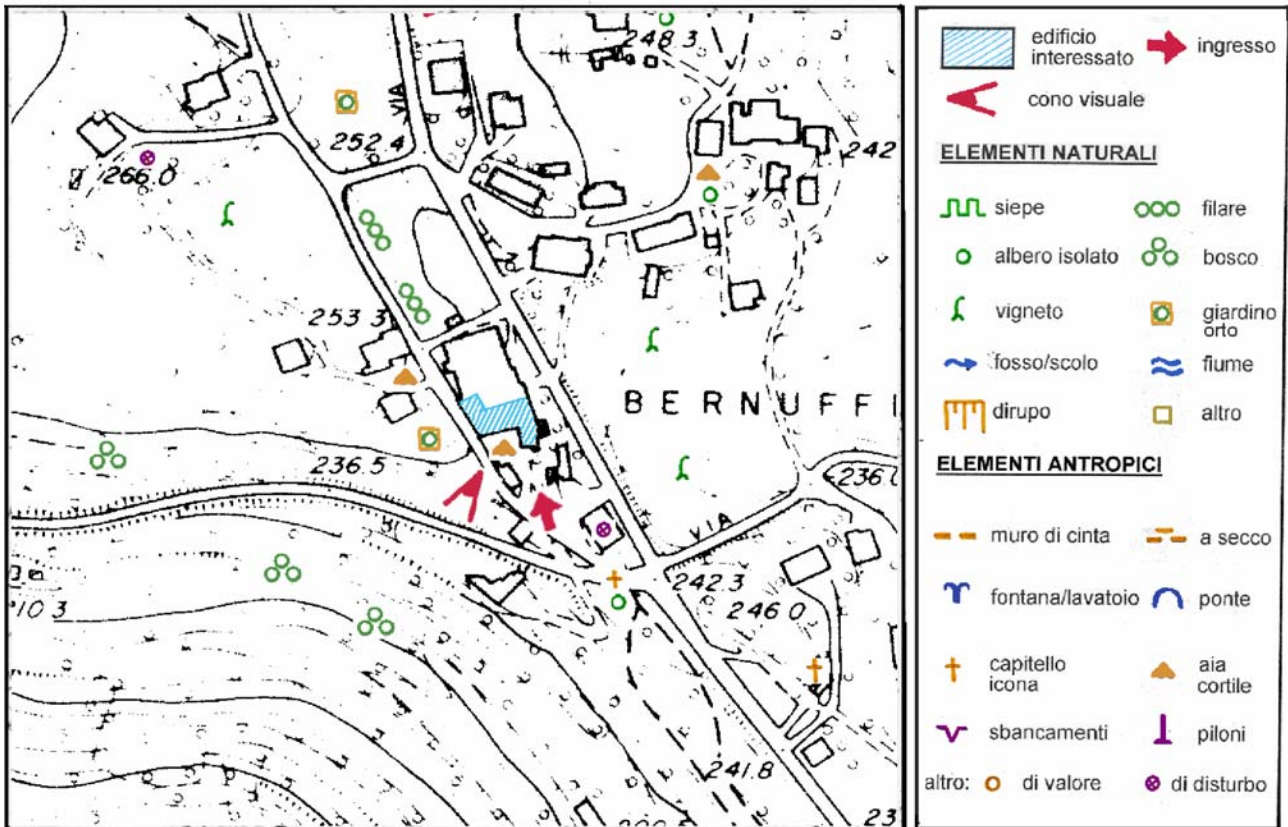 248.3
VIA
252.4
242
266.0
253.3
BERNUFFI
236.5
236.0
VIA
242.3
246.0
10.3
241.8
23
edificio
interessato
ingresso
cono visuale
ELEMENTI NATURALI
siepe
filare
albero isolato
bosco
vigneto
giardino
orto
fosso/scolo
fiume
dirupo
altro
ELEMENTI ANTROPICI
muro di cinta
a secco
fontana/lavatoio
ponte
capitello
icona
aia
cortile
sbancamenti
piloni
altro:
di valore
di disturbo